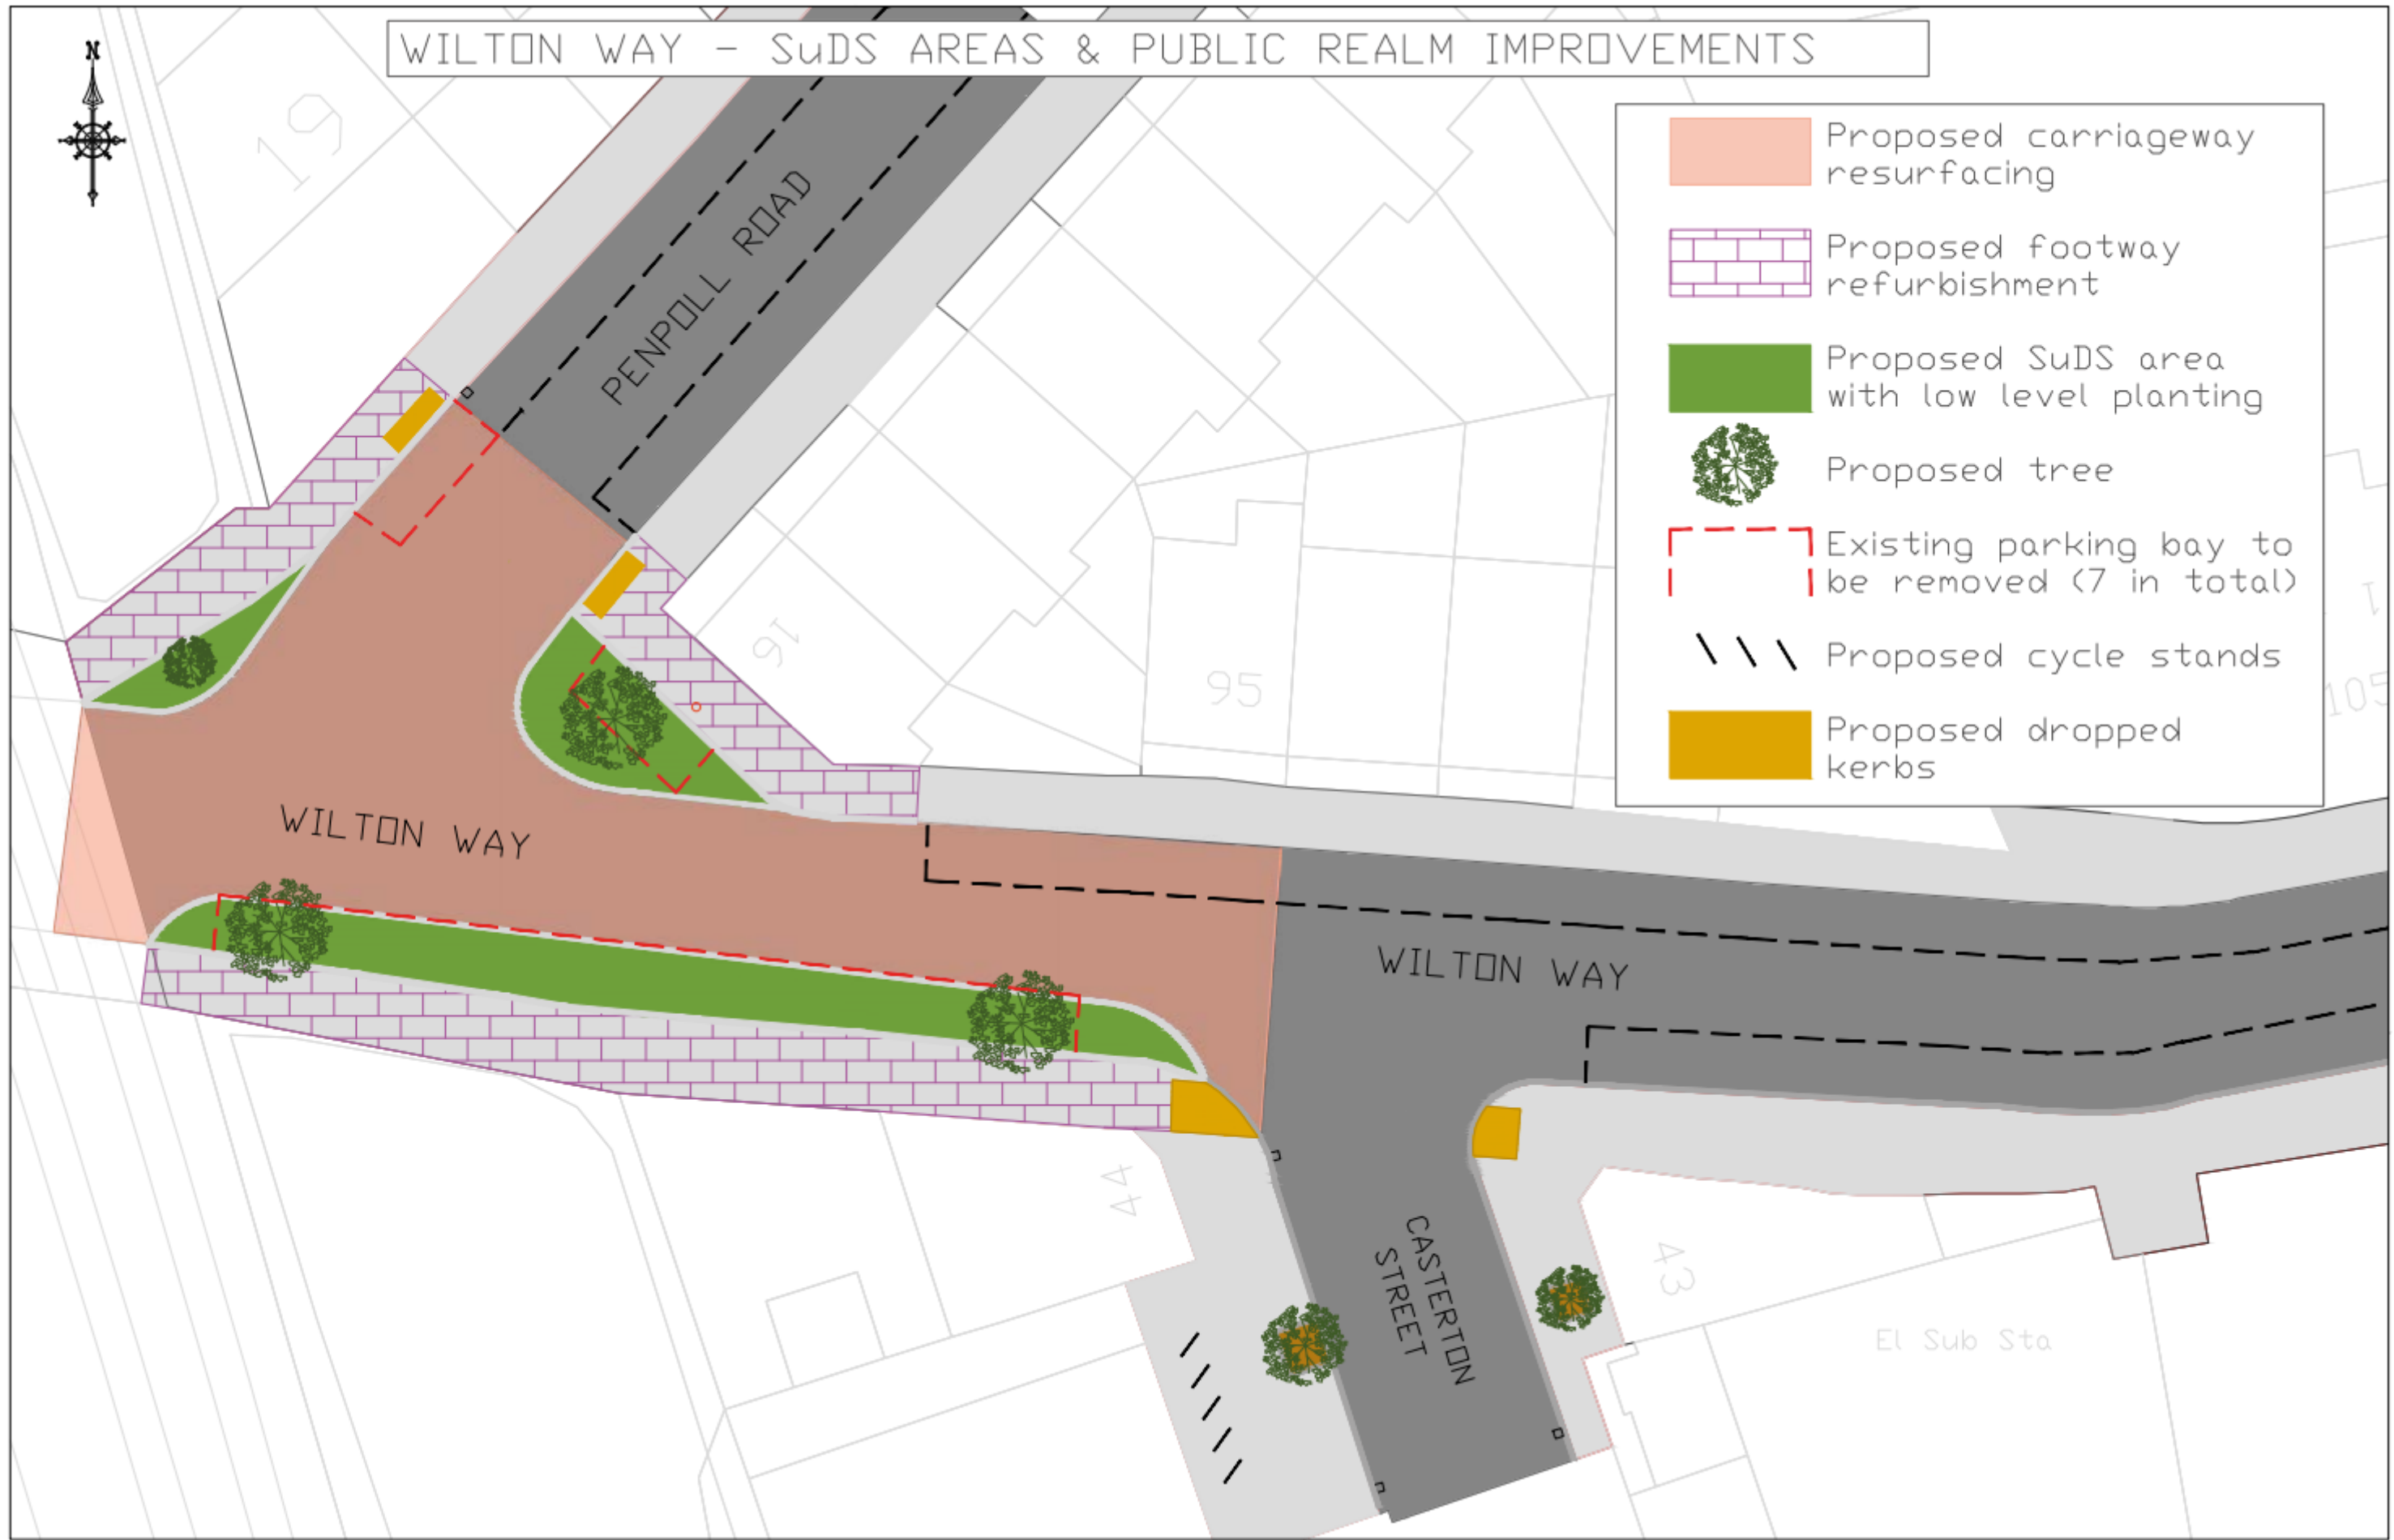 WILTON WAY - SuDS AREAS & PUBLIC REALM IMPROVEMENTS
N
19
PENPOLL ROAD
Proposed carriageway
resurfacing
Proposed footway
refurbishment
Proposed SuDS area
with low level planting
Proposed tree
Existing parking bay to
be removed (7 in total)
Proposed cycle stands
Proposed dropped
kerbs
16
95
105
1
WILTON WAY
WILTON WAY
44
CASTERTON
STREET
43
El Sub Sta